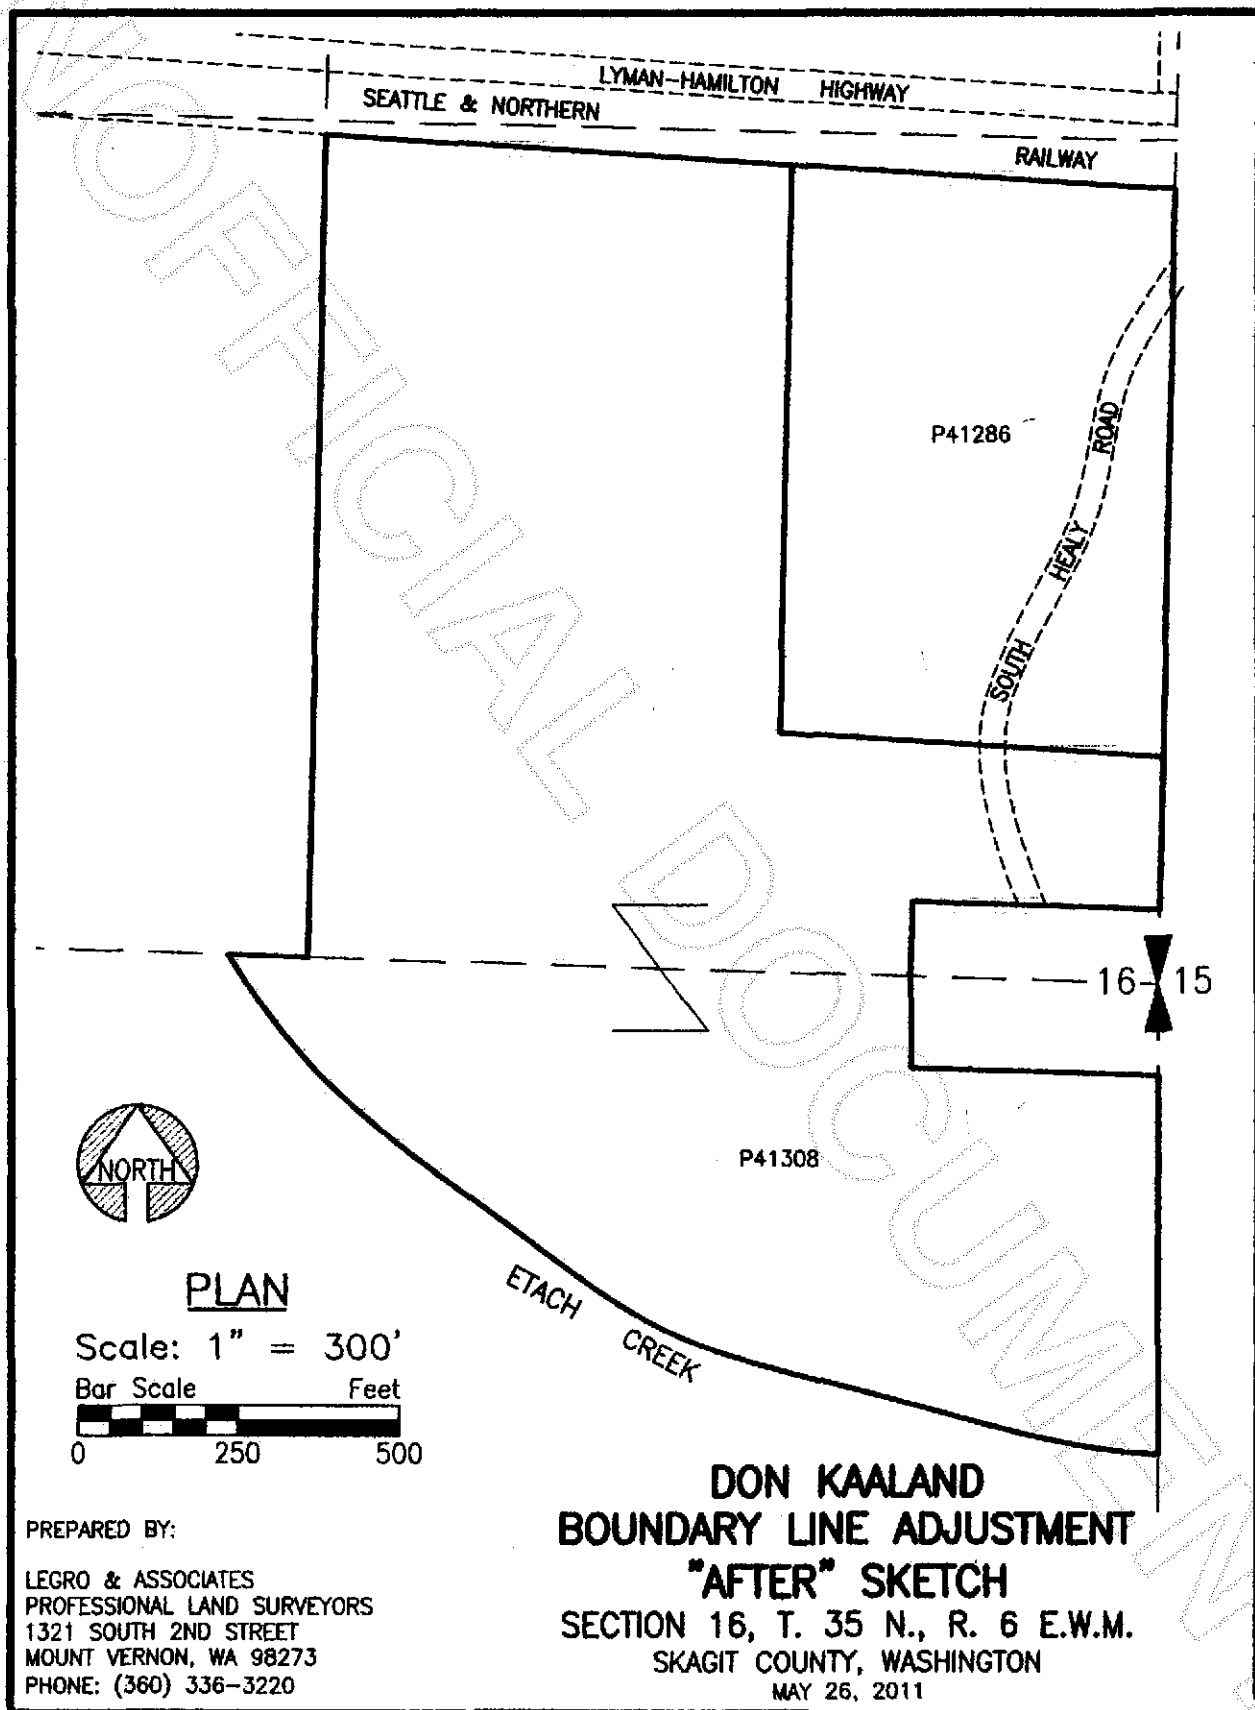 LYMAN-HAMILTON HIGHWAY
SEATTLE & NORTHERN
RAILWAY
P41286
SOUTH HEALY ROAD
16 15
P41308
NORTH
ETACH CREEK
PLAN
Scale: 1" = 300'
Bar Scale Feet
0 250 500
DON KAALAND
BOUNDARY LINE ADJUSTMENT
"AFTER" SKETCH
SECTION 16, T. 35 N., R. 6 E.W.M.
SKAGIT COUNTY, WASHINGTON
MAY 26, 2011
PREPARED BY:
LEGRO & ASSOCIATES
PROFESSIONAL LAND SURVEYORS
1321 SOUTH 2ND STREET
MOUNT VERNON, WA 98273
PHONE: (360) 336-3220
UNOFFICIAL DOCUMENT